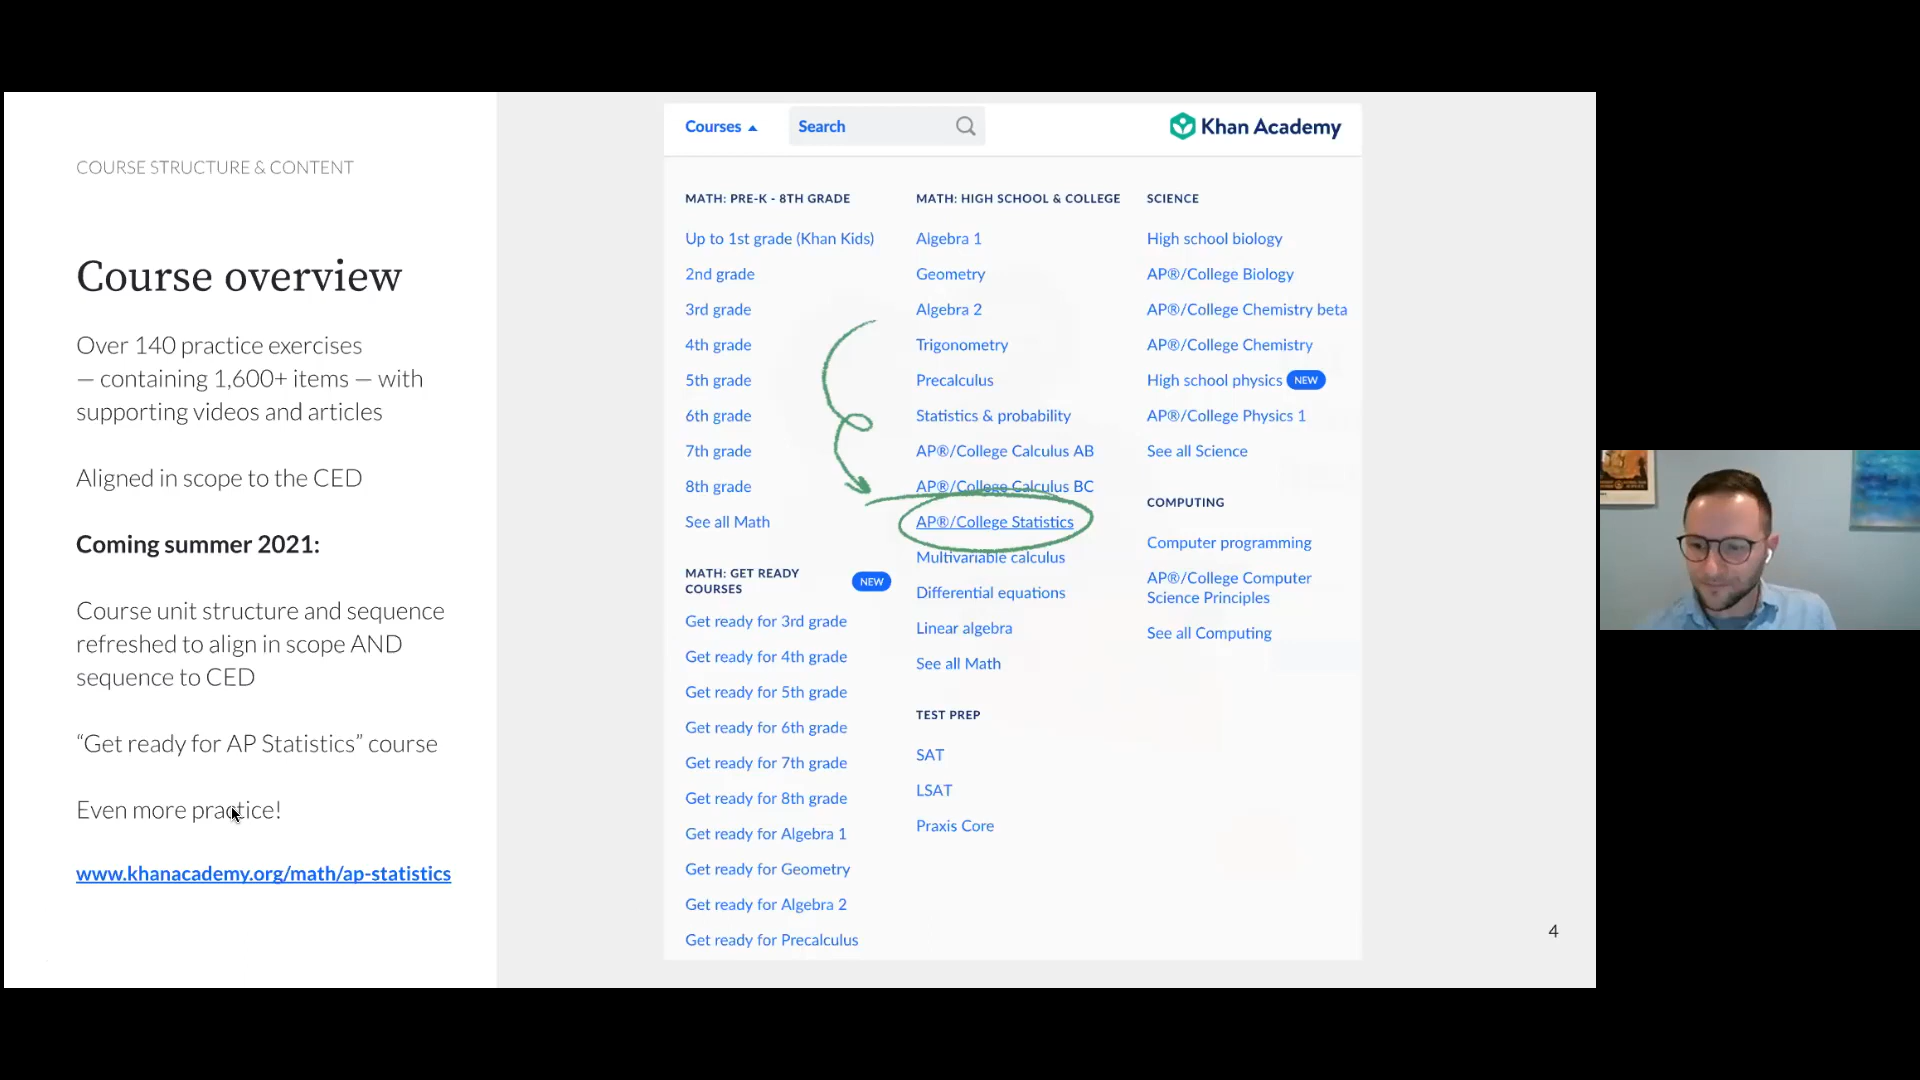 COURSE STRUCTURE & CONTENT
Course overview
Over 140 practice exercises
— containing 1,600+ items — with
supporting videos and articles
Aligned in scope to the CED
Coming summer 2021:
Course unit structure and sequence
refreshed to align in scope AND
sequence to CED
“Get ready for AP Statistics” course
Even more practice!
www.khanacademy.org/math/ap-statistics
Courses
Search
Khan Academy
MATH: PRE-K - 8TH GRADE
Up to 1st grade (Khan Kids)
2nd grade
3rd grade
4th grade
5th grade
6th grade
7th grade
8th grade
See all Math
MATH: GET READY
COURSES
NEW
Get ready for 3rd grade
Get ready for 4th grade
Get ready for 5th grade
Get ready for 6th grade
Get ready for 7th grade
Get ready for 8th grade
Get ready for Algebra 1
Get ready for Geometry
Get ready for Algebra 2
Get ready for Precalculus
MATH: HIGH SCHOOL & COLLEGE
Algebra 1
Geometry
Algebra 2
Trigonometry
Precalculus
Statistics & probability
AP®/College Calculus AB
AP®/College Calculus BC
AP®/College Statistics
Multivariable calculus
Differential equations
Linear algebra
See all Math
TEST PREP
SAT
LSAT
Praxis Core
SCIENCE
High school biology
AP®/College Biology
AP®/College Chemistry beta
AP®/College Chemistry
High school physics NEW
AP®/College Physics 1
See all Science
COMPUTING
Computer programming
AP®/College Computer
Science Principles
See all Computing
4